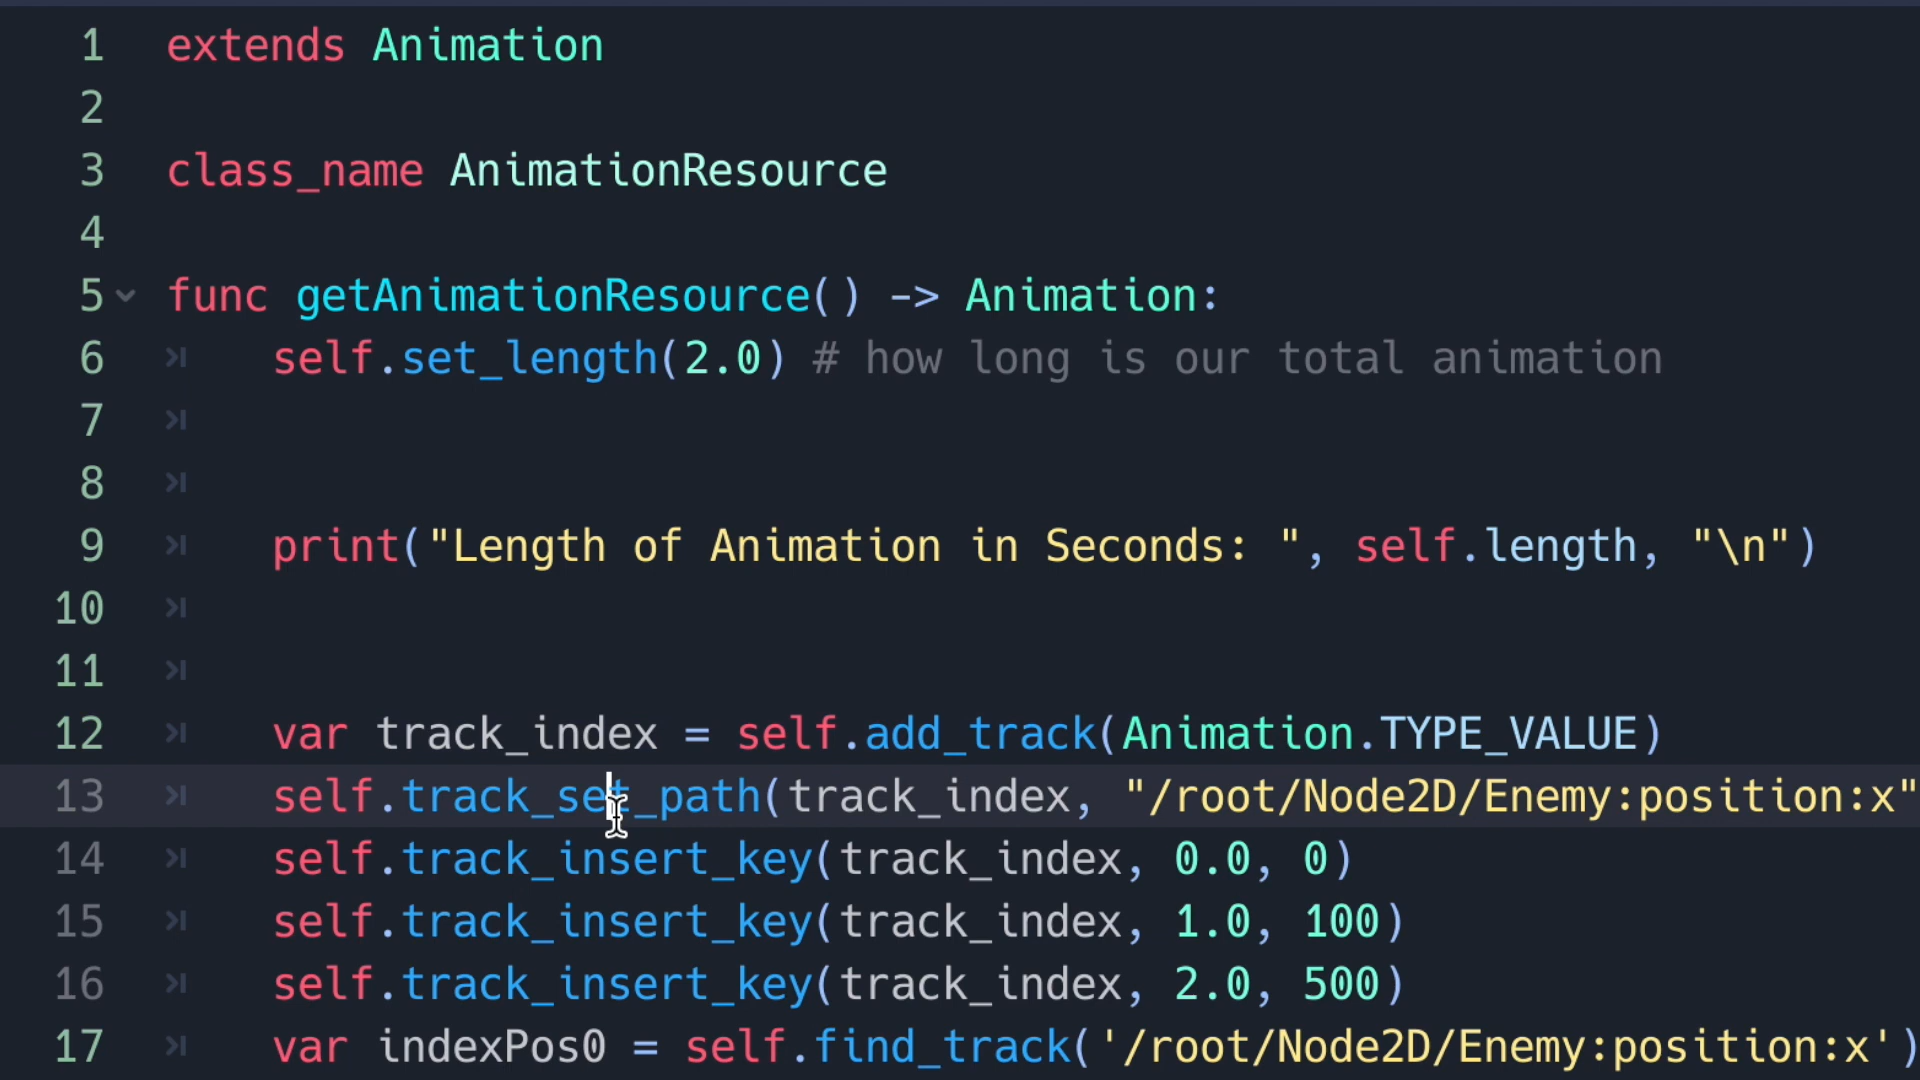 1 extends Animation
2
3 class_name AnimationResource
4
5 func getAnimationResource() -> Animation:
6 self.set_length(2.0) # how long is our total animation
7
8
9 print("Length of Animation in Seconds: ", self.length, "\n")
10
11
12 var track_index = self.add_track(Animation.TYPE_VALUE)
13 self.track_set_path(track_index, "/root/Node2D/Enemy:position:x"
14 self.track_insert_key(track_index, 0.0, 0)
15 self.track_insert_key(track_index, 1.0, 100)
16 self.track_insert_key(track_index, 2.0, 500)
17 var indexPos0 = self.find_track('/root/Node2D/Enemy:position:x')